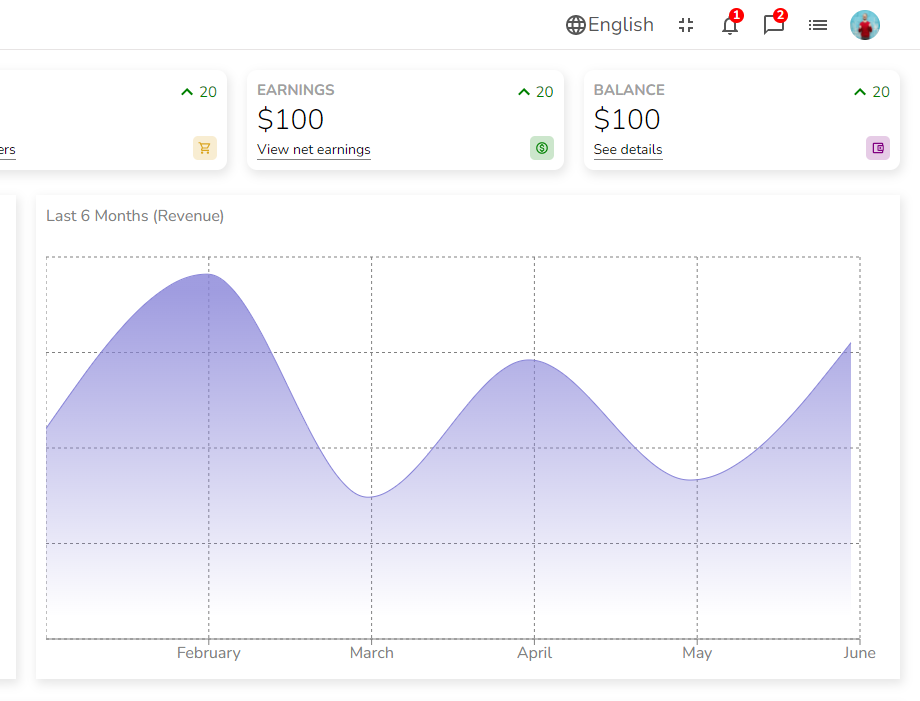 English
1
2
20
EARNINGS
20
BALANCE
20
$100
$100
ers
View net earnings
See details
Last 6 Months (Revenue)
February
March
April
May
June